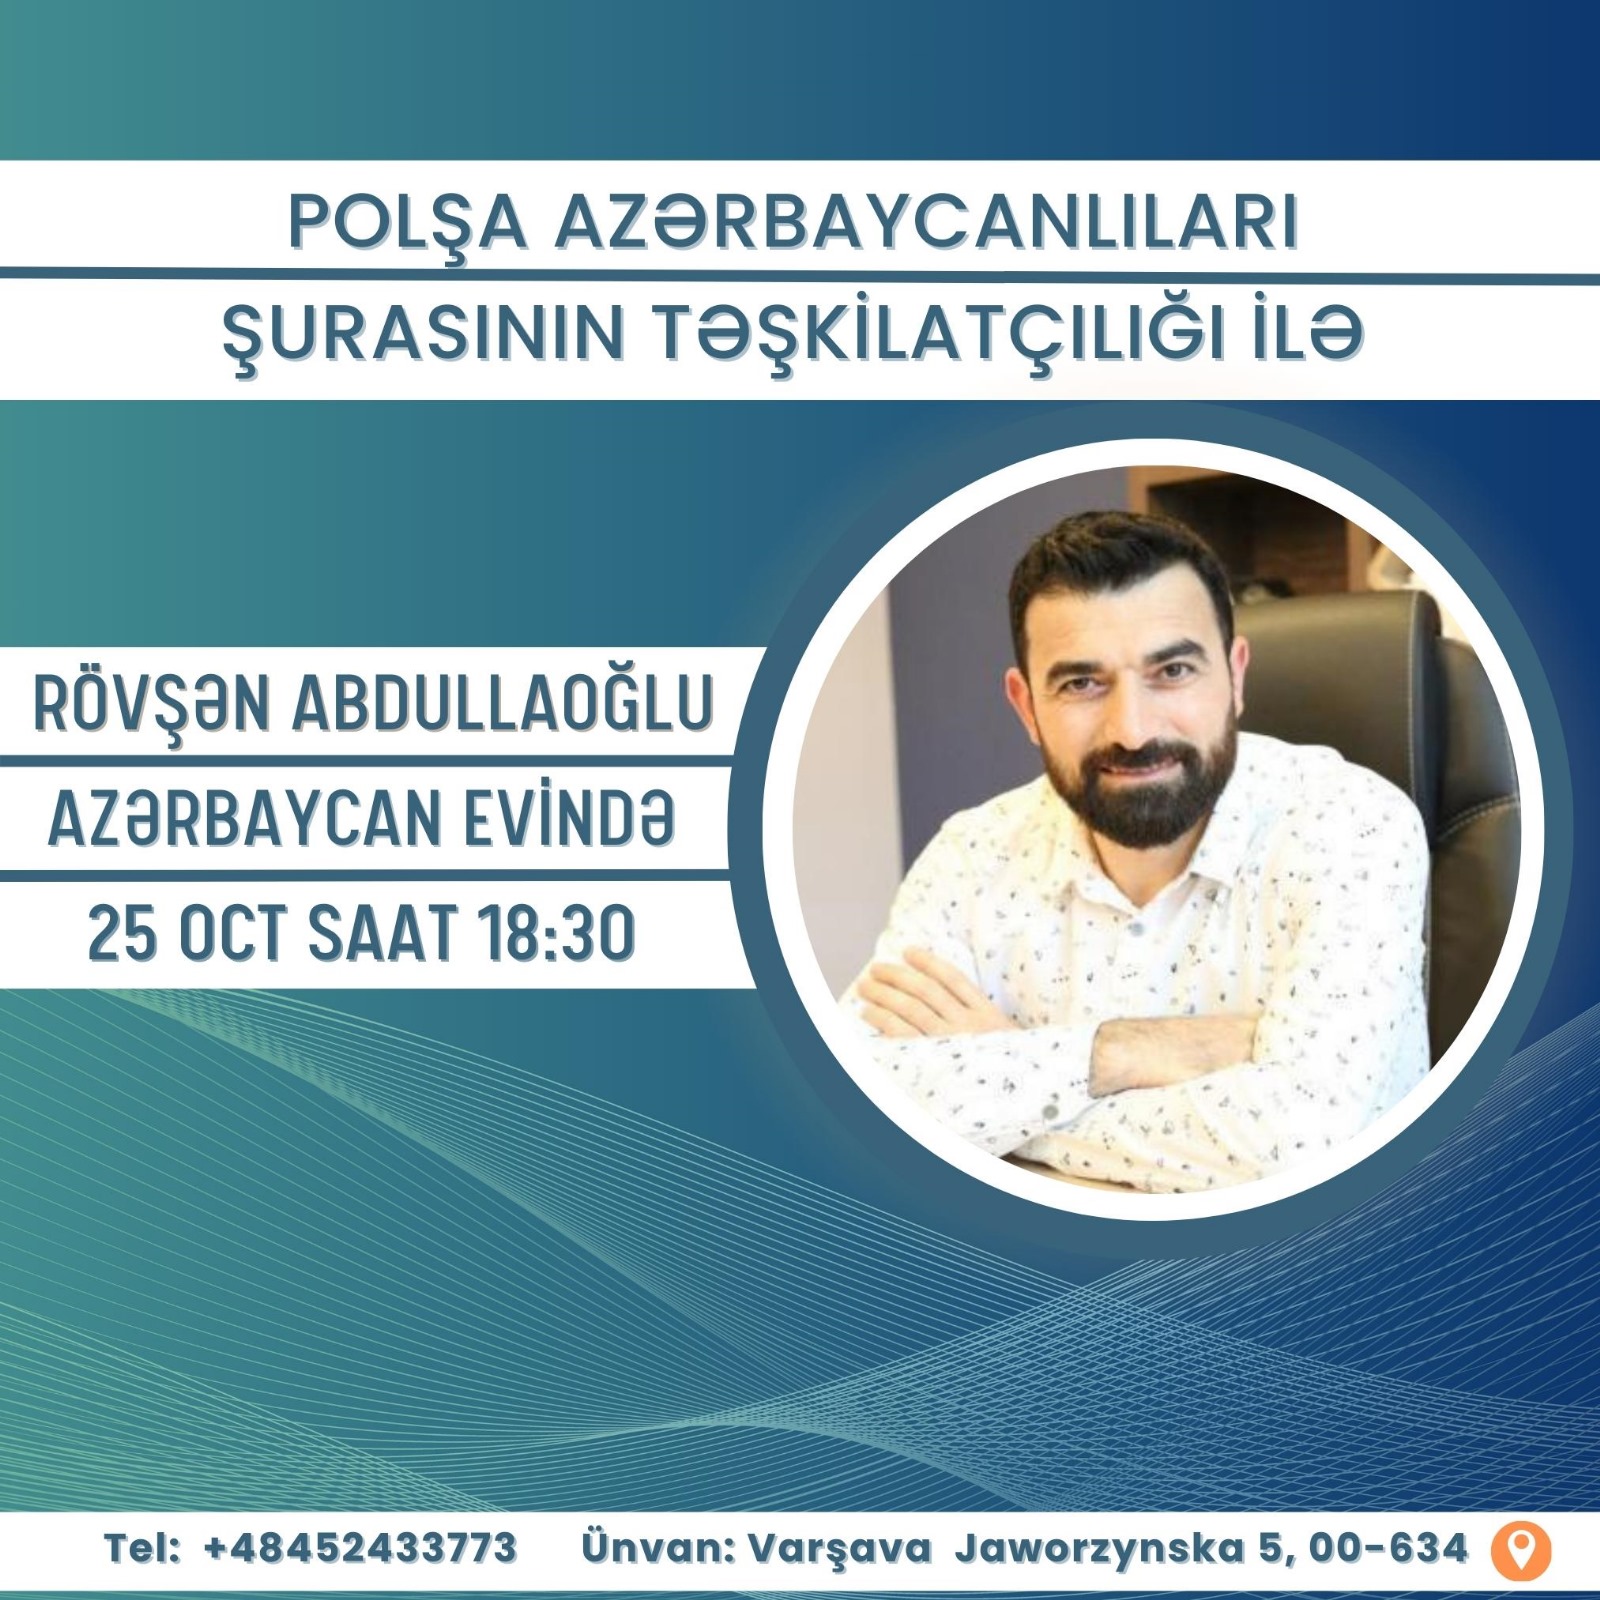 POLŞA AZƏRBAYCANLILARI
ŞURASININ TƏŞKİLATÇILIĞI İLƏ
RÖVŞƏN ABDULLAOĞLU
AZƏRBAYCAN EVİNDƏ
25 OCT SAAT 18:30
Tel: +48452433773 Ünvan: Varşava Jaworzynska 5, 00-634